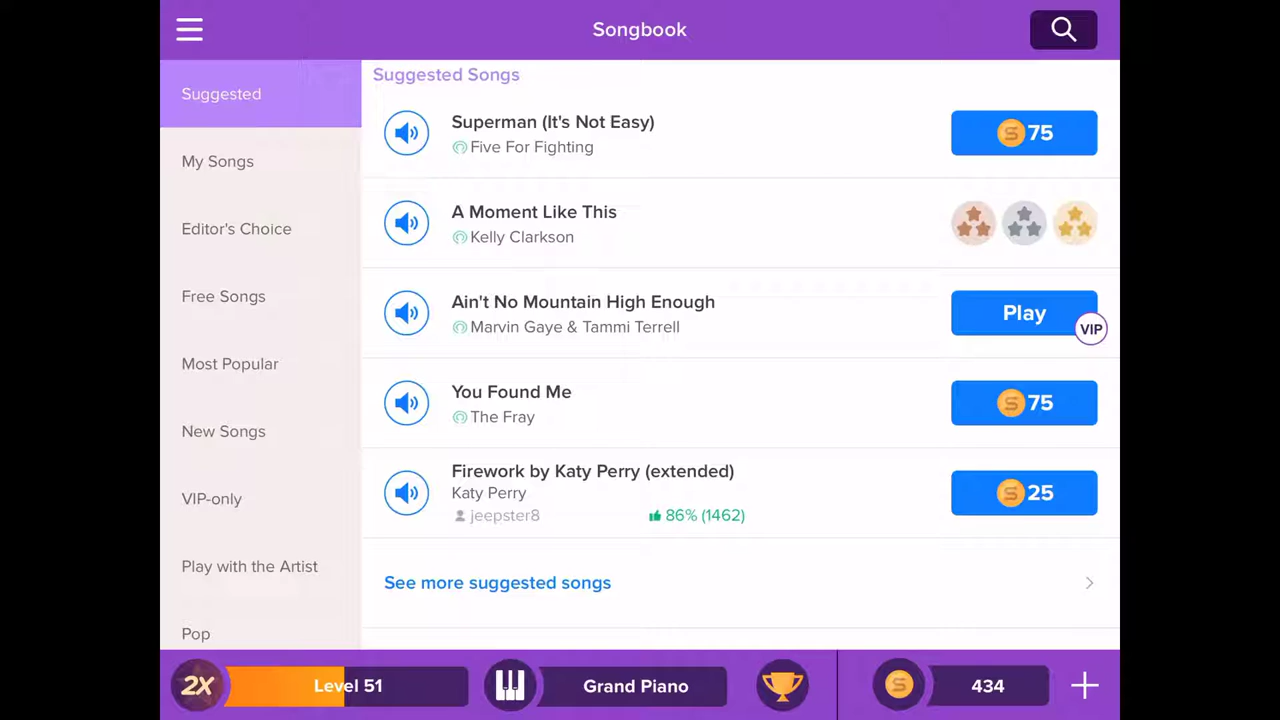 Songbook
Suggested
My Songs
Editor's Choice
Free Songs
Most Popular
New Songs
VIP-only
Play with the Artist
Pop
Suggested Songs
Superman (It's Not Easy)
Five For Fighting
S 75
A Moment Like This
Kelly Clarkson
Ain't No Mountain High Enough
Marvin Gaye & Tammi Terrell
Play
VIP
You Found Me
The Fray
S 75
Firework by Katy Perry (extended)
Katy Perry
jeepster8 86% (1462)
S 25
See more suggested songs
2X Level 51 Grand Piano S 434